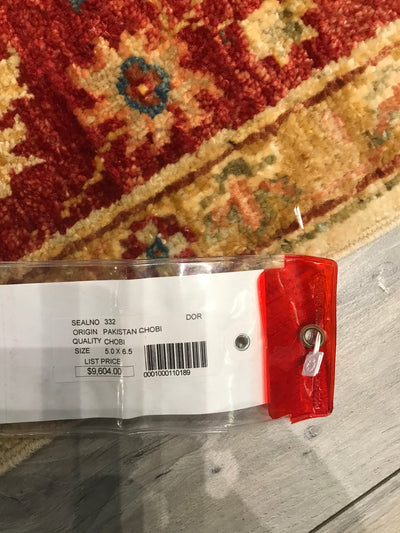 SEALNO 332 DOR
ORIGIN PAKISTAN CHOBI
QUALITY CHOBI
SIZE 5.0 X 6.5
LIST PRICE
$9,604.00
0001000110189